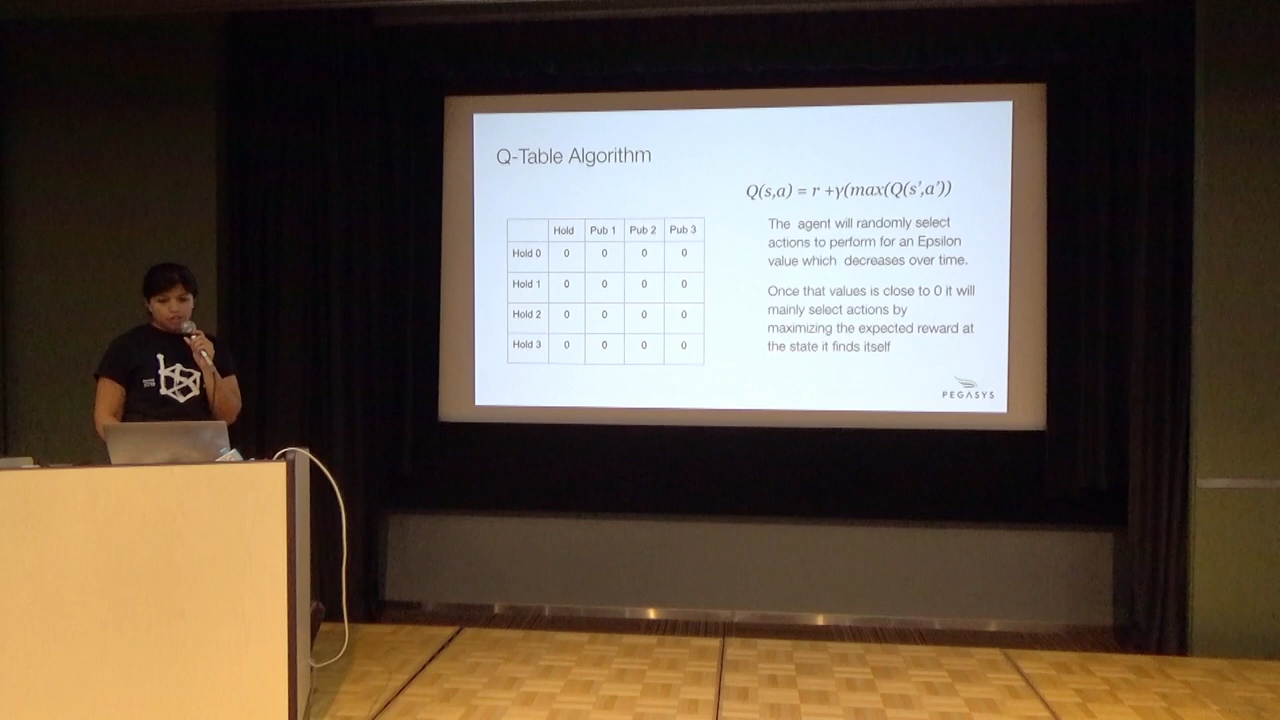 Q-Table Algorithm
Q(s,a) = r +γ(max(Q(s',a'))
Hold Pub 1 Pub 2 Pub 3
Hold 0 0 0 0 0
Hold 1 0 0 0 0
Hold 2 0 0 0 0
Hold 3 0 0 0 0
The agent will randomly select
actions to perform for an Epsilon
value which decreases over time.
Once that values is close to 0 it will
mainly select actions by
maximizing the expected reward at
the state it finds itself
PEGASYS